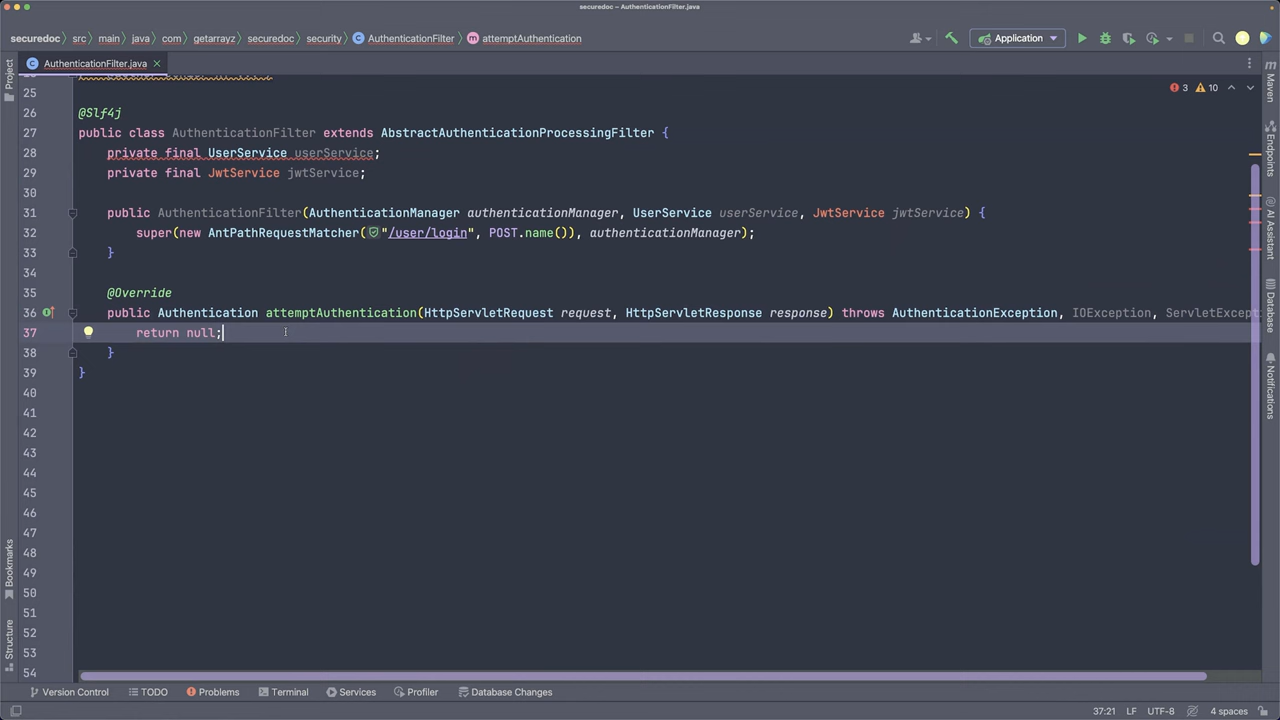 securedoc – AuthenticationFilter.java
securedoc src main java com getarrayz securedoc security AuthenticationFilter attemptAuthentication Application
Project
AuthenticationFilter.java
3 10
25
26 @Slf4j
27 public class AuthenticationFilter extends AbstractAuthenticationProcessingFilter {
28 private final UserService userService;
29 private final JwtService jwtService;
30
31 public AuthenticationFilter(AuthenticationManager authenticationManager, UserService userService, JwtService jwtService) {
32 super(new AntPathRequestMatcher("/user/login", POST.name()), authenticationManager);
33 }
34
35 @Override
36 public Authentication attemptAuthentication(HttpServletRequest request, HttpServletResponse response) throws AuthenticationException, IOException, ServletExcept
37 return null;
38 }
39 }
40
41
42
43
44
45
46
47
48
49
50
51
52
53
54
Maven
Endpoints
AI Assistant
Database
Notifications
Bookmarks
Structure
Version Control TODO Problems Terminal Services Profiler Database Changes
37:21 LF UTF-8 4 spaces